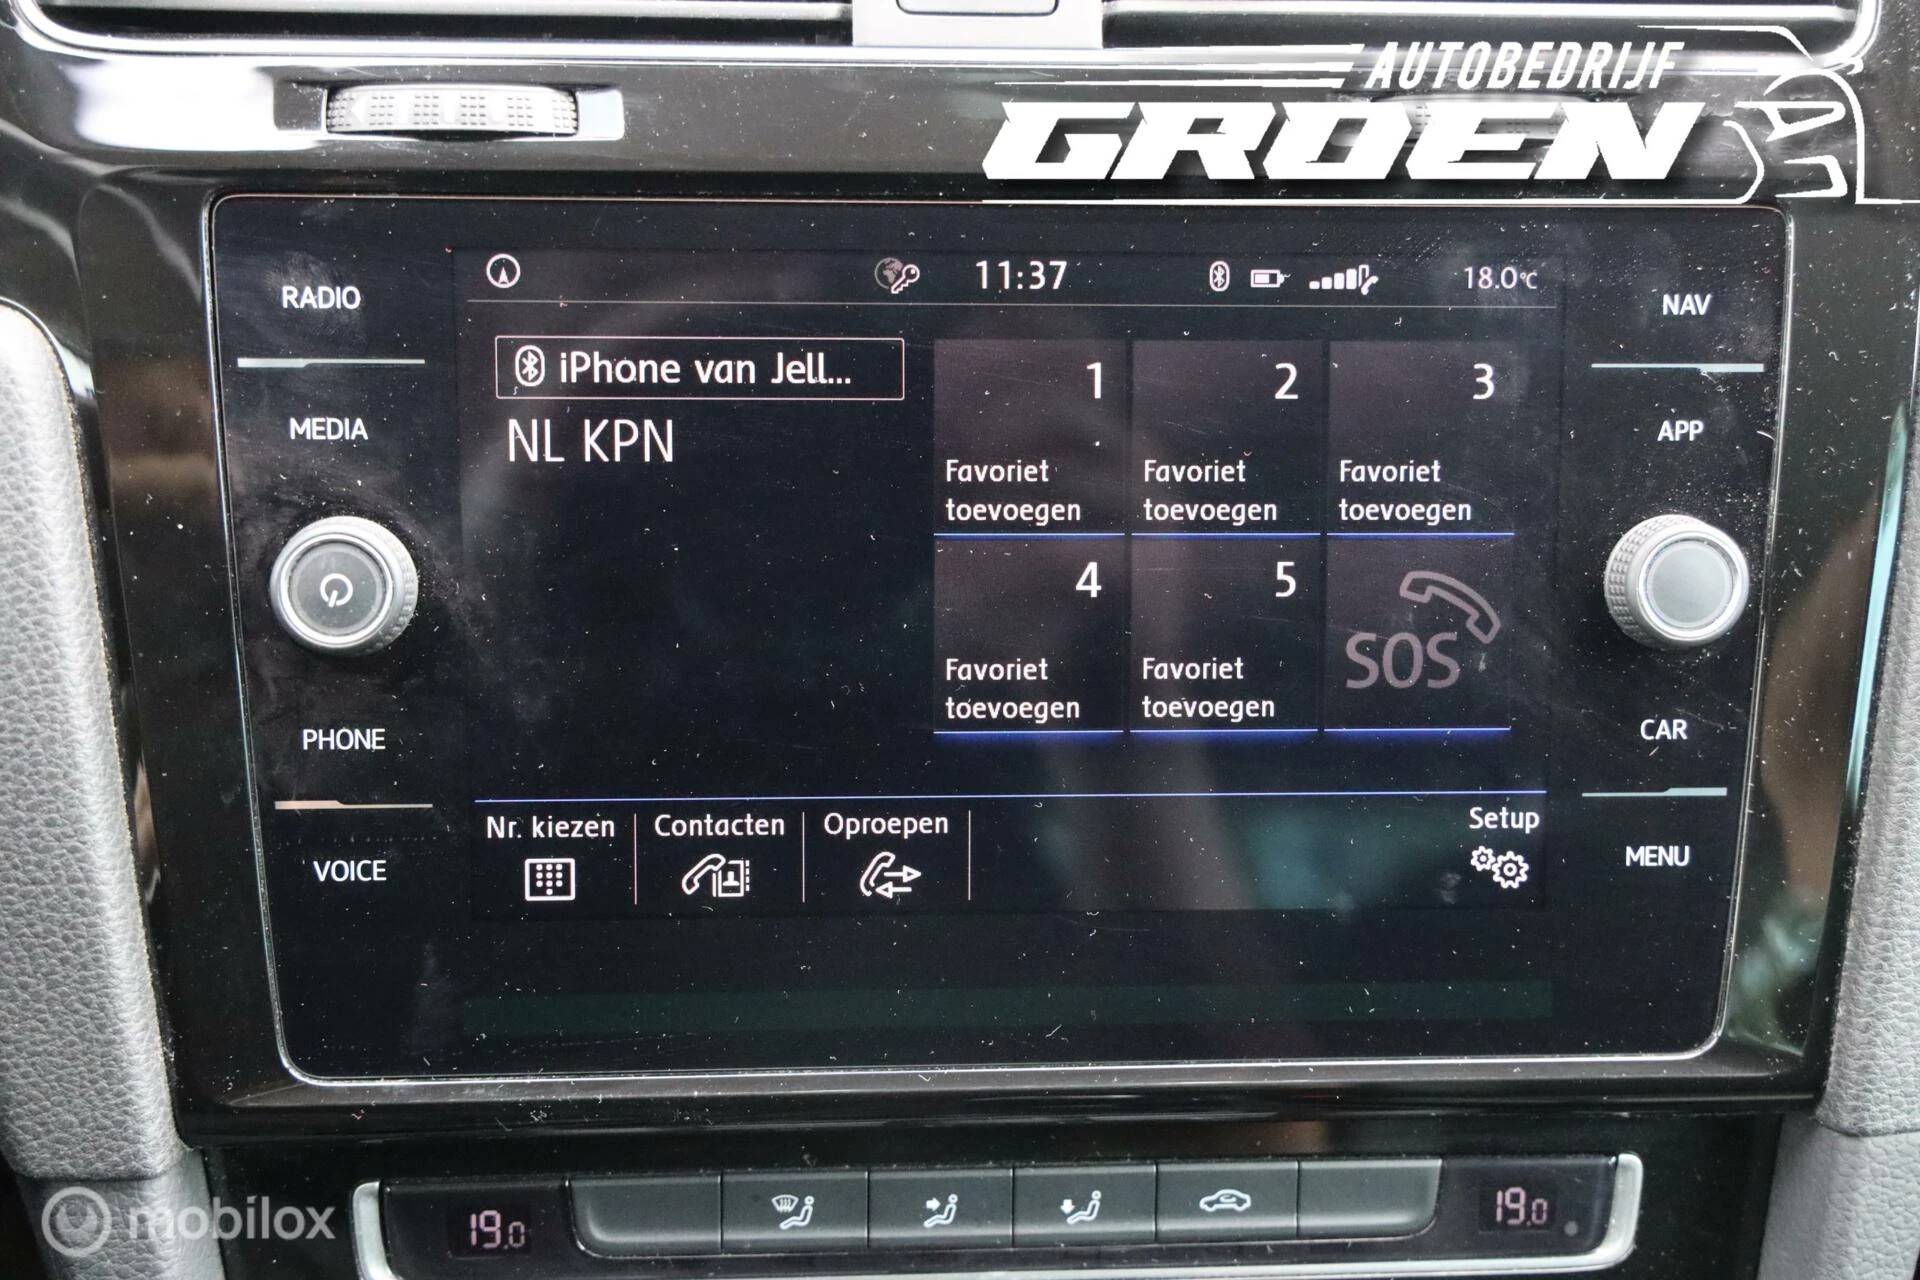 AUTOBEDRIJF
GROEN
RADIO
11:37
18.0°C
NAV
iPhone van Jell...
1
2
3
MEDIA
NL KPN
APP
Favoriet
toevoegen
Favoriet
toevoegen
Favoriet
toevoegen
4
5
SOS
Favoriet
toevoegen
Favoriet
toevoegen
PHONE
CAR
Nr. kiezen
Contacten
Oproepen
Setup
VOICE
MENU
19.0
19.0
mobilox